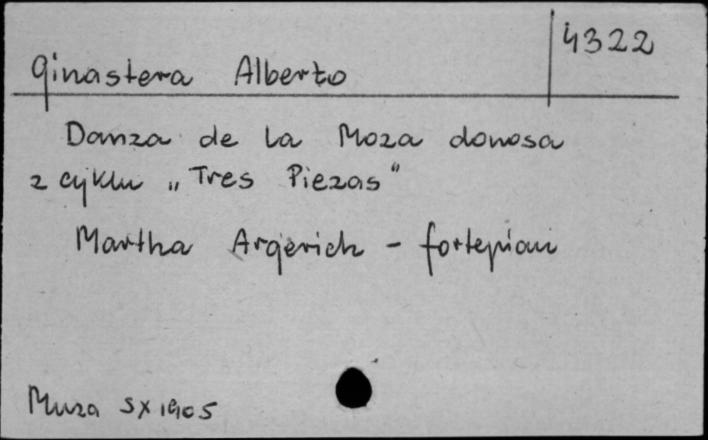 4322
Ginastera Alberto
Danza de la Moza donosa
z cyklu „Tres Piezas"
Martha Argerich - fortepian
Muza SX 1905